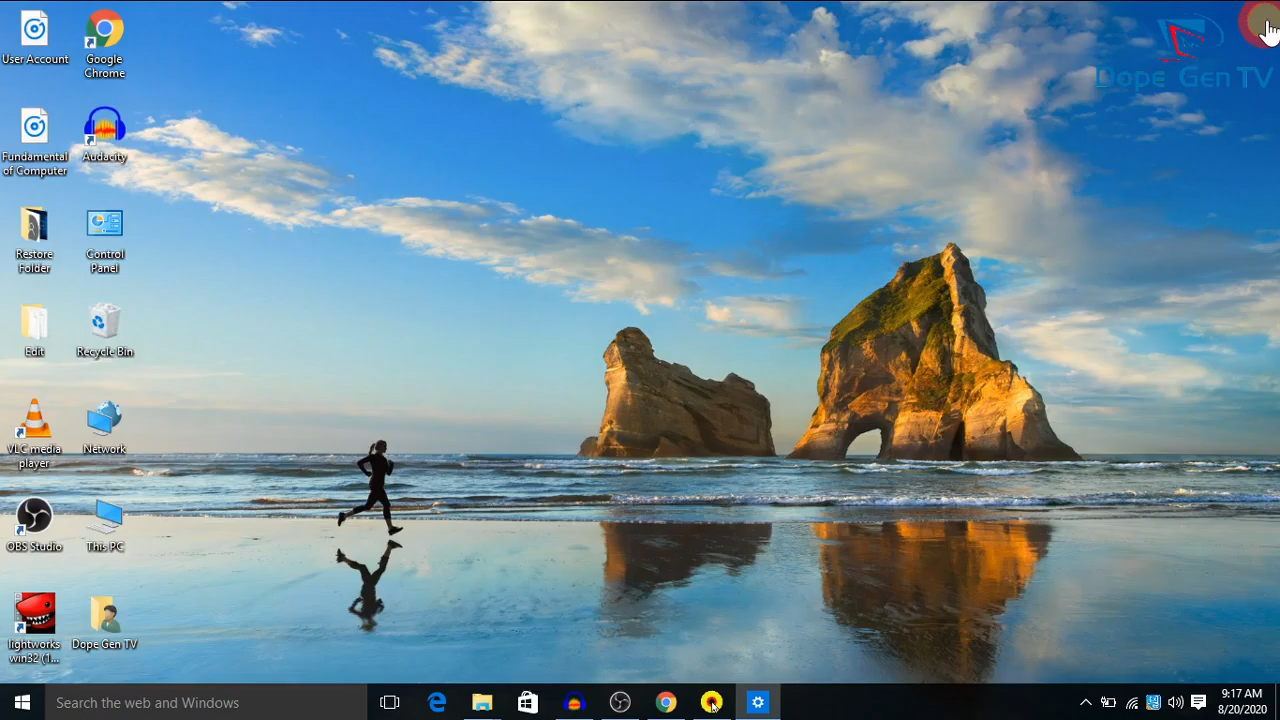 User Account
Google
Chrome
Dope Gen TV
Fundamental
of Computer
Audacity
Restore
Folder
Control
Panel
Edit
Recycle Bin
VLC media
player
Network
OBS Studio
This PC
lightworks
win32 (1...
Dope Gen TV
Search the web and Windows
9:17 AM
8/20/2020